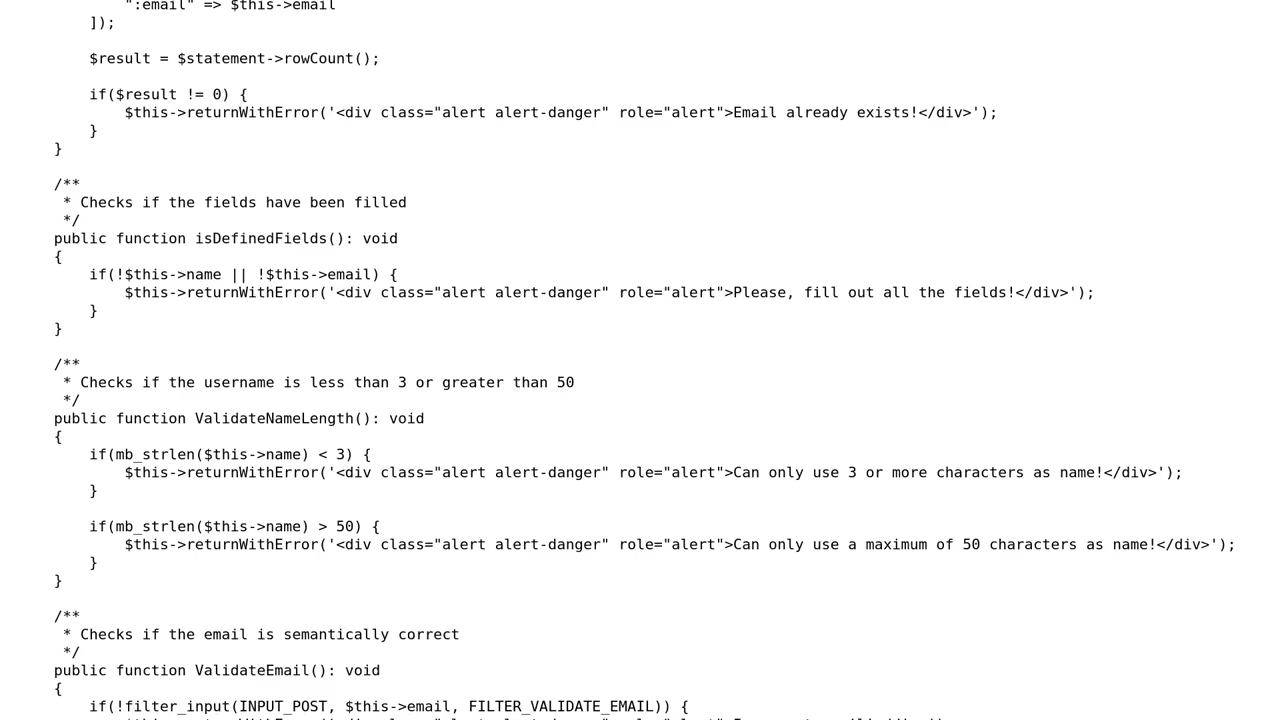 ":email" => $this->email
]);
$result = $statement->rowCount();
if($result != 0) {
$this->returnWithError('<div class="alert alert-danger" role="alert">Email already exists!</div>');
}
}
/**
* Checks if the fields have been filled
*/
public function isDefinedFields(): void
{
if(!$this->name || !$this->email) {
$this->returnWithError('<div class="alert alert-danger" role="alert">Please, fill out all the fields!</div>');
}
}
/**
* Checks if the username is less than 3 or greater than 50
*/
public function ValidateNameLength(): void
{
if(mb_strlen($this->name) < 3) {
$this->returnWithError('<div class="alert alert-danger" role="alert">Can only use 3 or more characters as name!</div>');
}
if(mb_strlen($this->name) > 50) {
$this->returnWithError('<div class="alert alert-danger" role="alert">Can only use a maximum of 50 characters as name!</div>');
}
}
/**
* Checks if the email is semantically correct
*/
public function ValidateEmail(): void
{
if(!filter_input(INPUT_POST, $this->email, FILTER_VALIDATE_EMAIL)) {